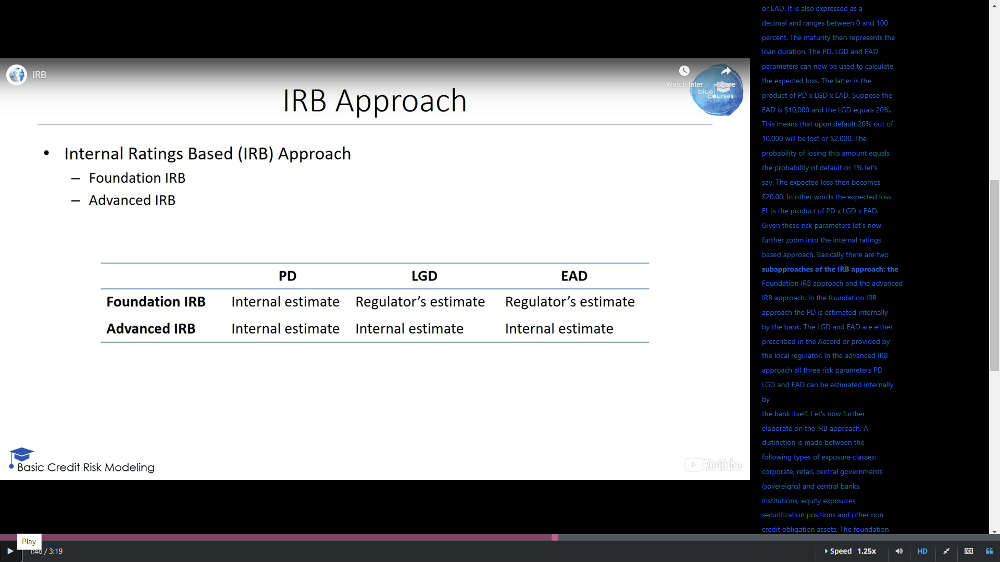 IRB
Watch later
Share
blue
courses
IRB Approach
• Internal Ratings Based (IRB) Approach
– Foundation IRB
– Advanced IRB
PD LGD EAD
Foundation IRB Internal estimate Regulator’s estimate Regulator’s estimate
Advanced IRB Internal estimate Internal estimate Internal estimate
Basic Credit Risk Modeling
YouTube
or EAD. It is also expressed as a
decimal and ranges between 0 and 100
percent. The maturity then represents the
loan duration. The PD, LGD and EAD
parameters can now be used to calculate
the expected loss. The latter is the
product of PD x LGD x EAD. Suppose the
EAD is $10,000 and the LGD equals 20%.
This means that upon default 20% out of
10,000 will be lost or $2,000. The
probability of losing this amount equals
the probability of default or 1% let's
say. The expected loss then becomes
$20.00. In other words the expected loss
EL is the product of PD x LGD x EAD.
Given these risk parameters let's now
further zoom into the internal ratings
based approach. Basically there are two
subapproaches of the IRB approach: the
Foundation IRB approach and the advanced
IRB approach. In the foundation IRB
approach the PD is estimated internally
by the bank. The LGD and EAD are either
prescribed in the Accord or provided by
the local regulator. In the advanced IRB
approach all three risk parameters PD
LGD and EAD can be estimated internally
by
the bank itself. Let's now further
elaborate on the IRB approach. A
distinction is made between the
following types of exposure classes:
corporate, retail, central governments
(sovereigns) and central banks,
institutions, equity exposures,
securitization positions and other non
credit obligation assets. The foundation
Play
1:48 / 3:19
Speed 1.25x
HD
CC